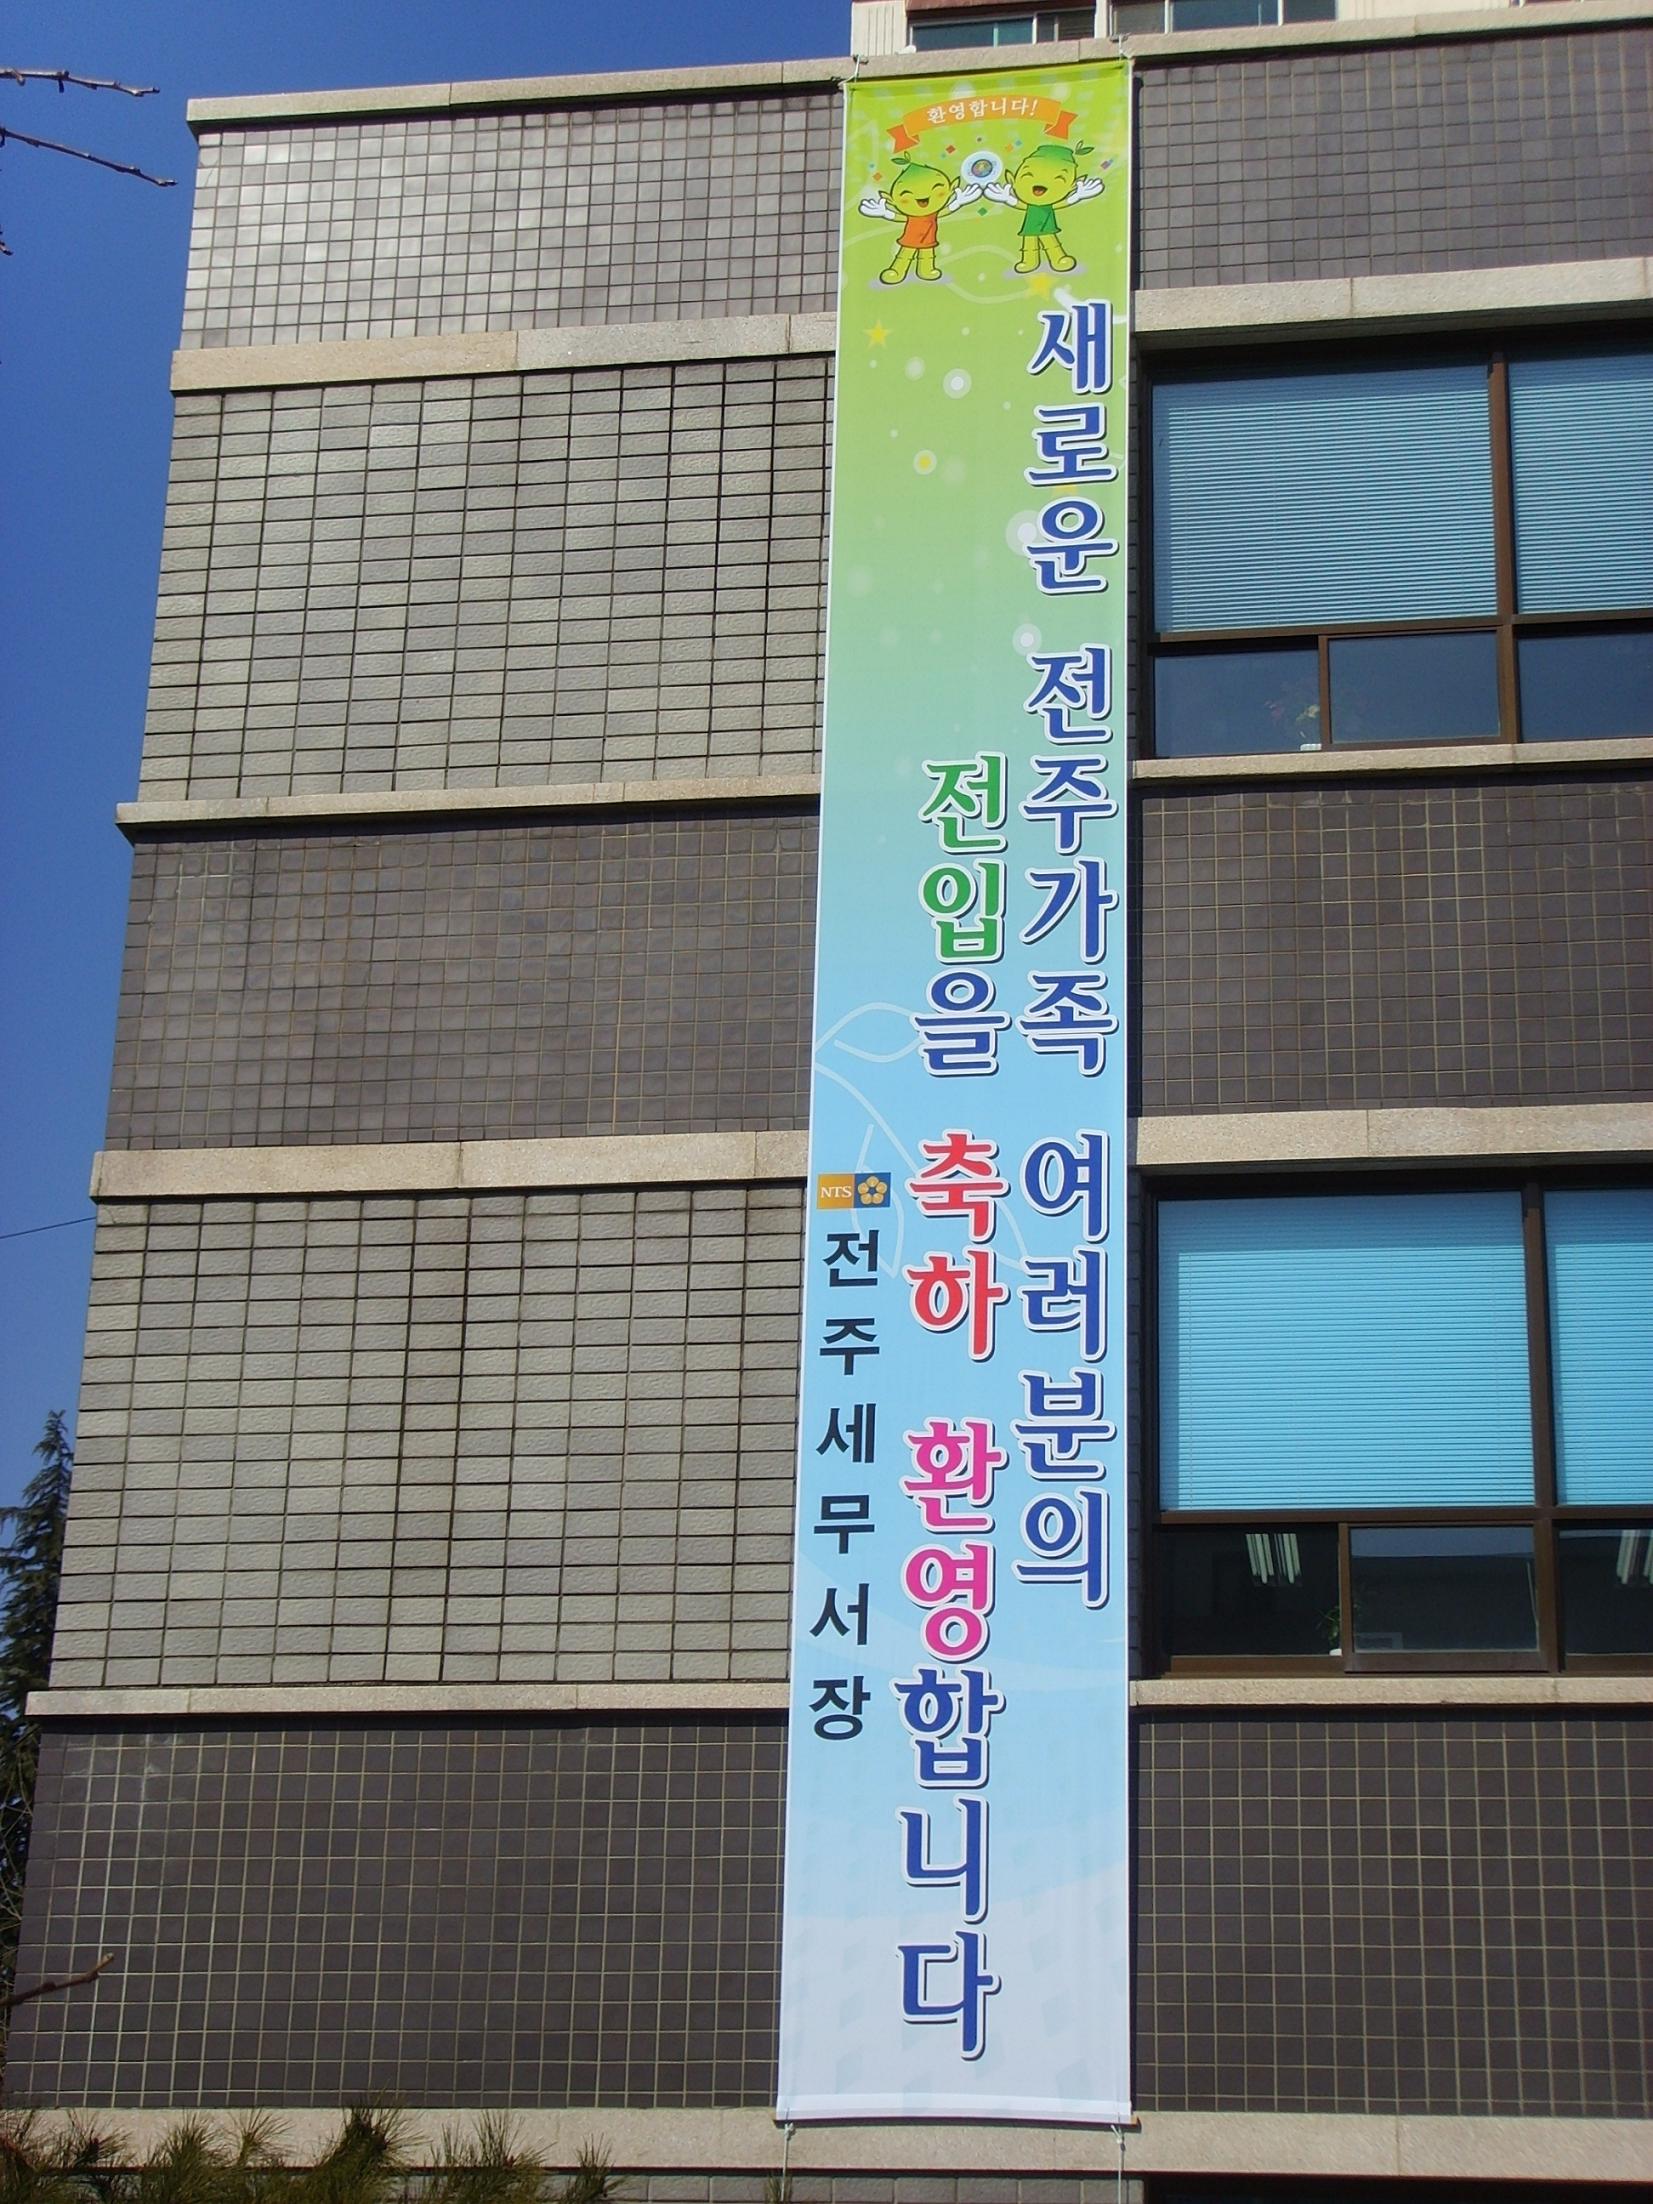 환영합니다!
새로운 전주가족 여러분의
전입을 축하 환영합니다
NTS
전주세무서장